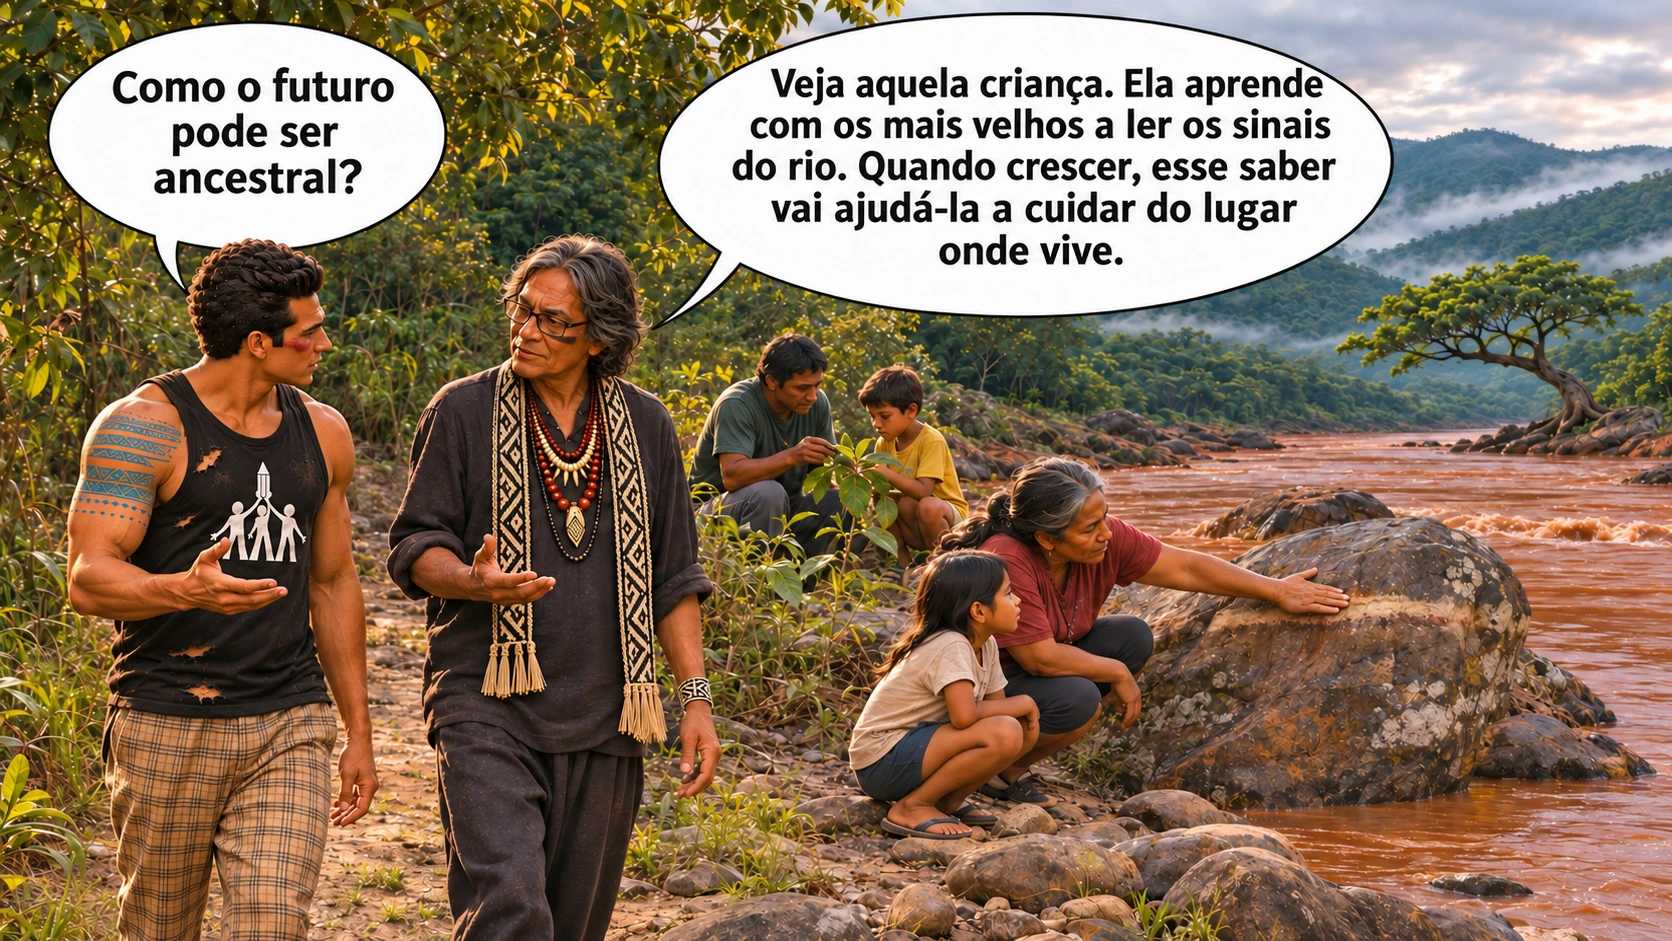 Como o futuro
pode ser
ancestral?
Veja aquela criança. Ela aprende
com os mais velhos a ler os sinais
do rio. Quando crescer, esse saber
vai ajudá-la a cuidar do lugar
onde vive.